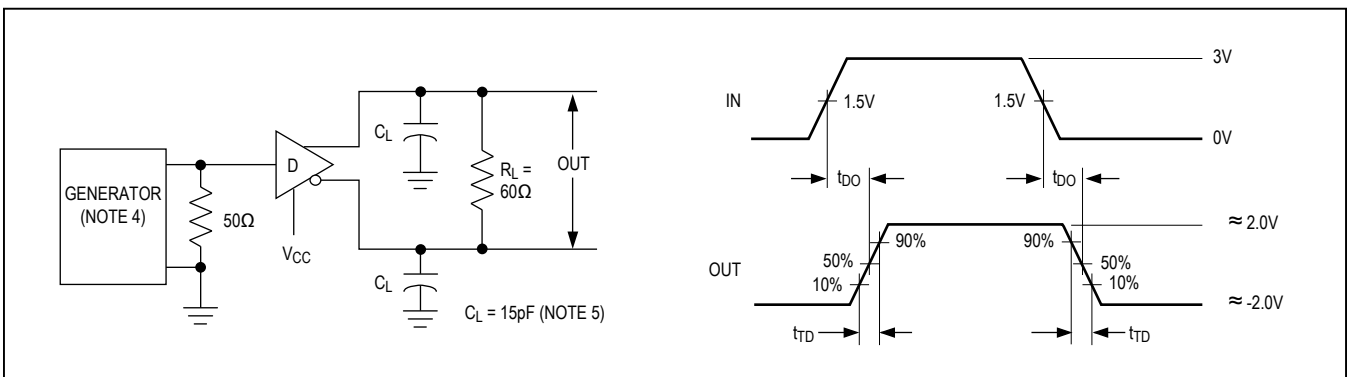 GENERATOR
(NOTE 4)
50Ω
D
VCC
CL
CL
RL =
60Ω
OUT
CL = 15pF (NOTE 5)
IN
1.5V
1.5V
3V
0V
tDO
tDO
OUT
90%
50%
10%
90%
50%
10%
≈ 2.0V
≈ -2.0V
tTD
tTD